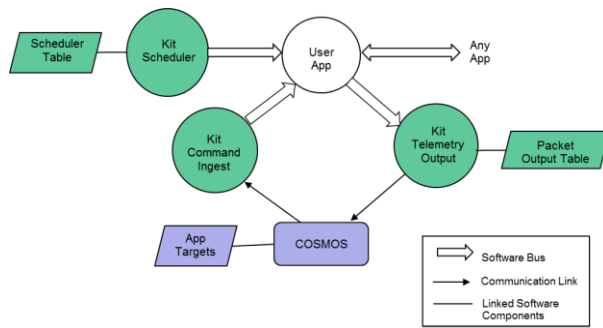 Scheduler
Table
Kit
Scheduler
User
App
Any
App
Kit
Command
Ingest
Kit
Telemetry
Output
Packet
Output Table
App
Targets
COSMOS
Software Bus
Communication Link
Linked Software
Components